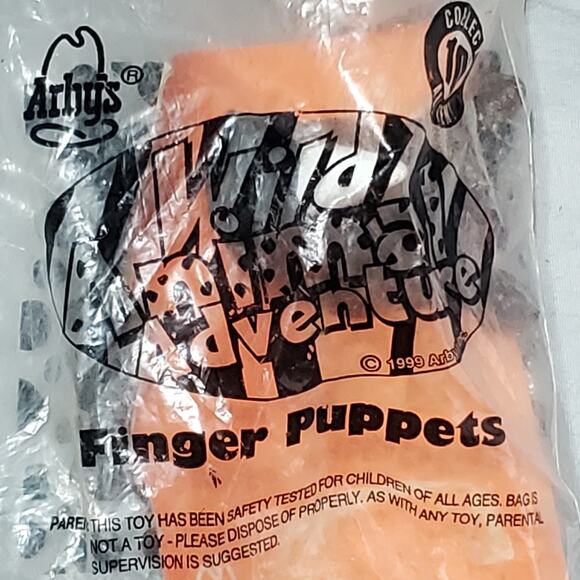 Arby's ®
COLLEC
Wild
Animal
Adventure
© 1999 Arby
Finger Puppets
THIS TOY HAS BEEN SAFETY TESTED FOR CHILDREN OF ALL AGES. BAG IS
NOT A TOY - PLEASE DISPOSE OF PROPERLY. AS WITH ANY TOY, PARENTAL
SUPERVISION IS SUGGESTED.